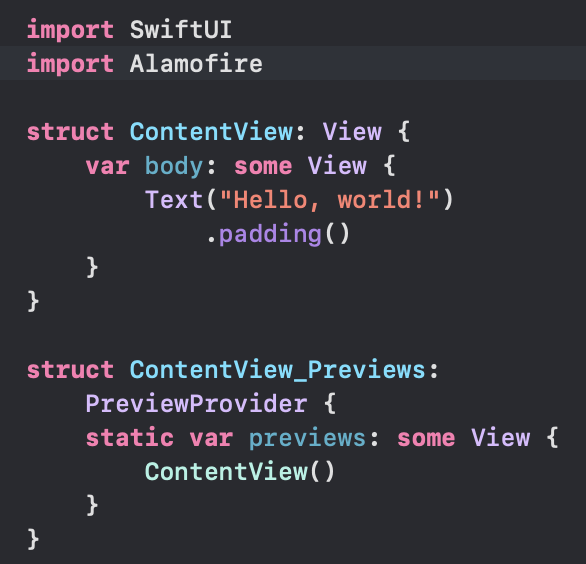 import SwiftUI
import Alamofire
struct ContentView: View {
    var body: some View {
        Text("Hello, world!")
            .padding()
    }
}
struct ContentView_Previews:
    PreviewProvider {
    static var previews: some View {
        ContentView()
    }
}